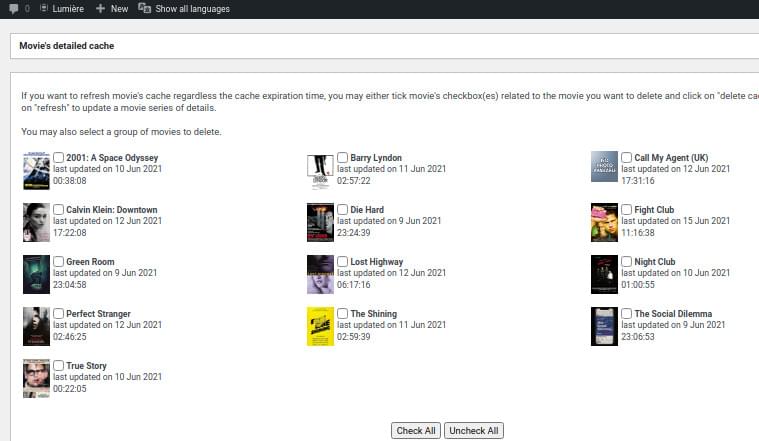 0 Lumière New Show all languages
Movie's detailed cache
If you want to refresh movie's cache regardless the cache expiration time, you may either tick movie's checkbox(es) related to the movie you want to delete and click on "delete ca
on "refresh" to update a movie series of details.
You may also select a group of movies to delete.
2001: A Space Odyssey
last updated on 10 Jun 2021
00:38:08
Barry Lyndon
last updated on 11 Jun 2021
02:57:22
NO PHOTO AVAILABLE
Call My Agent (UK)
last updated on 12 Jun 2021
17:31:16
Calvin Klein: Downtown
last updated on 12 Jun 2021
17:22:08
Die Hard
last updated on 9 Jun 2021
23:24:39
Fight Club
last updated on 15 Jun 2021
11:16:38
Green Room
last updated on 9 Jun 2021
23:04:58
Lost Highway
last updated on 12 Jun 2021
06:17:16
Night Club
last updated on 10 Jun 2021
01:00:55
Perfect Stranger
last updated on 12 Jun 2021
02:46:25
The Shining
last updated on 11 Jun 2021
02:59:39
The Social Dilemma
last updated on 9 Jun 2021
23:06:53
True Story
last updated on 10 Jun 2021
00:22:05
Check All Uncheck All